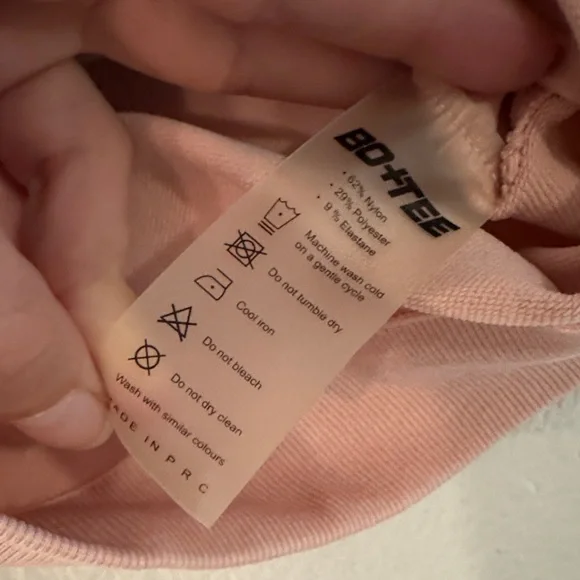 BO+TEE
• 62% Nylon
• 29% Polyester
• 9 % Elastane
Machine wash cold
on a gentle cycle
Do not tumble dry
Cool iron
Do not bleach
Do not dry clean
Wash with similar colours
MADE IN P R C